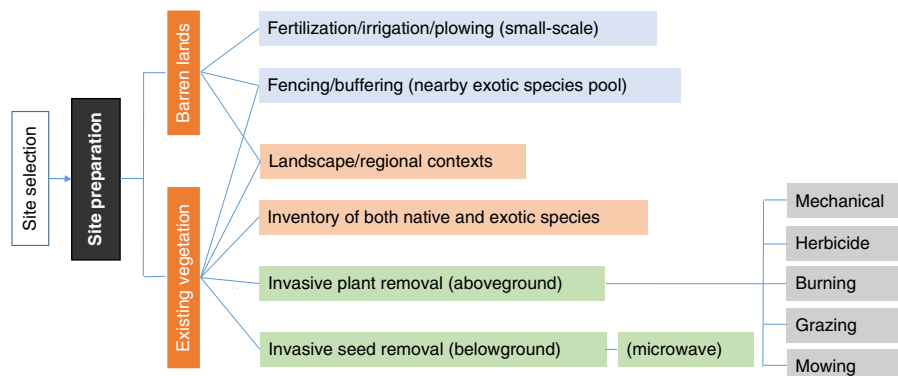 Site selection
Site preparation
Barren lands
Existing vegetation
Fertilization/irrigation/plowing (small-scale)
Fencing/buffering (nearby exotic species pool)
Landscape/regional contexts
Inventory of both native and exotic species
Invasive plant removal (aboveground)
Invasive seed removal (belowground)
(microwave)
Mechanical
Herbicide
Burning
Grazing
Mowing